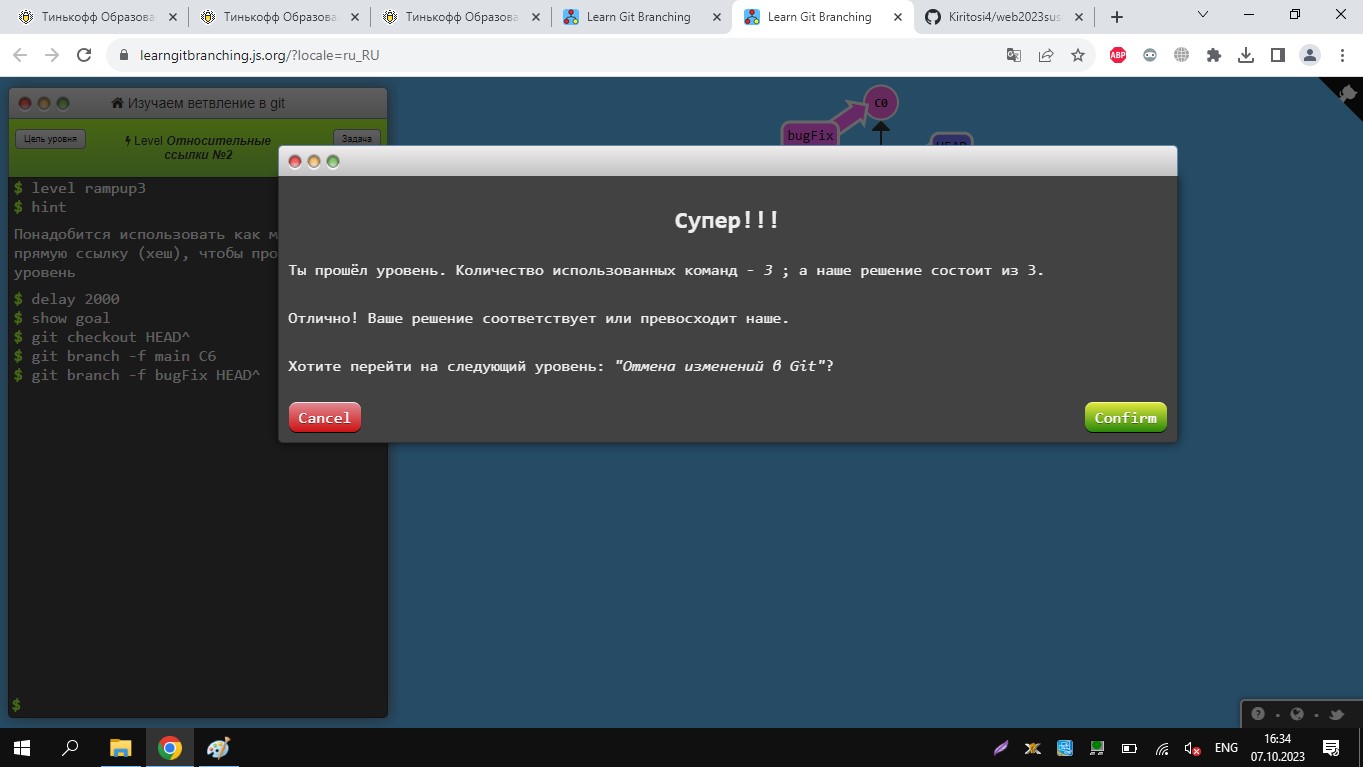 Тинькофф Образова
Тинькофф Образова
Тинькофф Образова
Learn Git Branching
Learn Git Branching
Kiritosi4/web2023sus
learngitbranching.js.org/?locale=ru_RU
ABP
Изучаем ветвление в git
Цель уровня
Level Относительные
ссылки №2
Задача
$ level rampup3
$ hint
Понадобится использовать как м
прямую ссылку (хеш), чтобы про
уровень
$ delay 2000
$ show goal
$ git checkout HEAD^
$ git branch -f main C6
$ git branch -f bugFix HEAD^
$
C0
bugFix
HEAD
Супер!!!
Ты прошёл уровень. Количество использованных команд - 3 ; а наше решение состоит из 3.
Отлично! Ваше решение соответствует или превосходит наше.
Хотите перейти на следующий уровень: "Отмена изменений в Git"?
Cancel
Confirm
ENG
16:34
07.10.2023